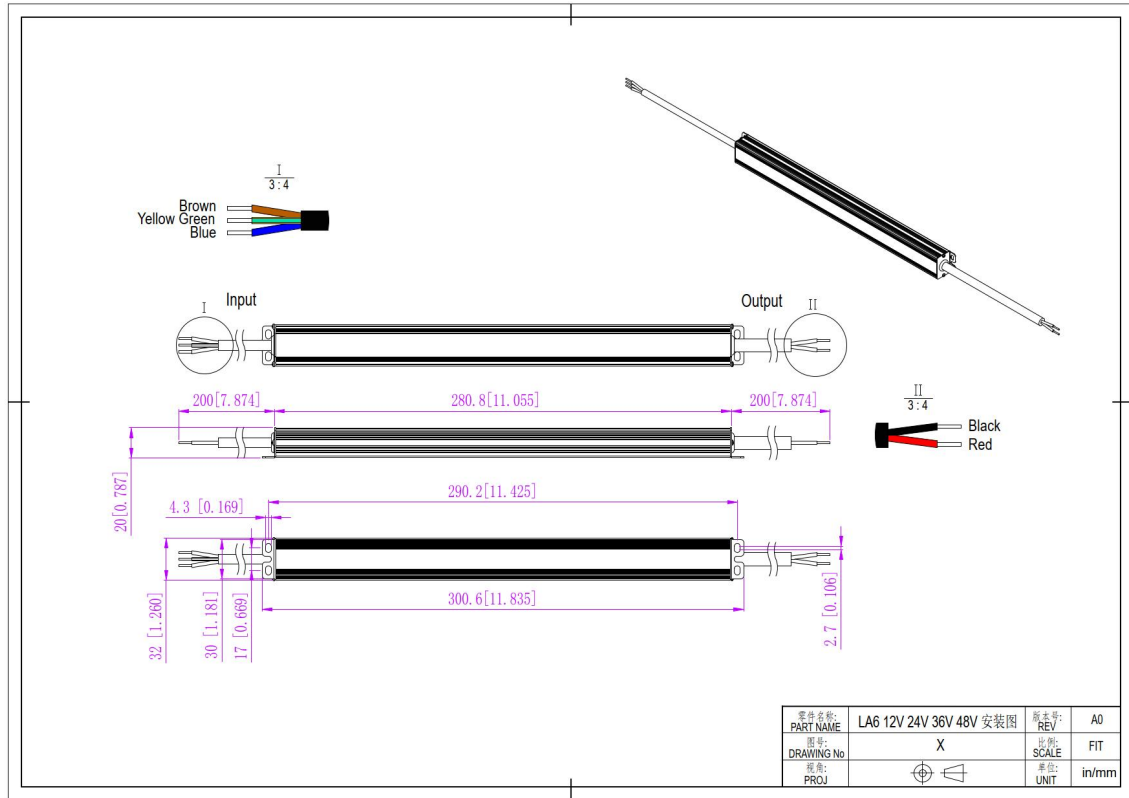 I
3:4
Brown
Yellow Green
Blue
I
Input
Output
II
200[7.874]
280.8[11.055]
200[7.874]
II
3:4
Black
Red
20[0.787]
4.3 [0.169]
290.2[11.425]
32 [1.260]
30 [1.181]
17 [0.669]
300.6[11.835]
2.7 [0.106]
零件名称:
PART NAME
LA6 12V 24V 36V 48V 安装图
版本号:
REV
A0
图号:
DRAWING No
X
比例:
SCALE
FIT
视角:
PROJ
单位:
UNIT
in/mm